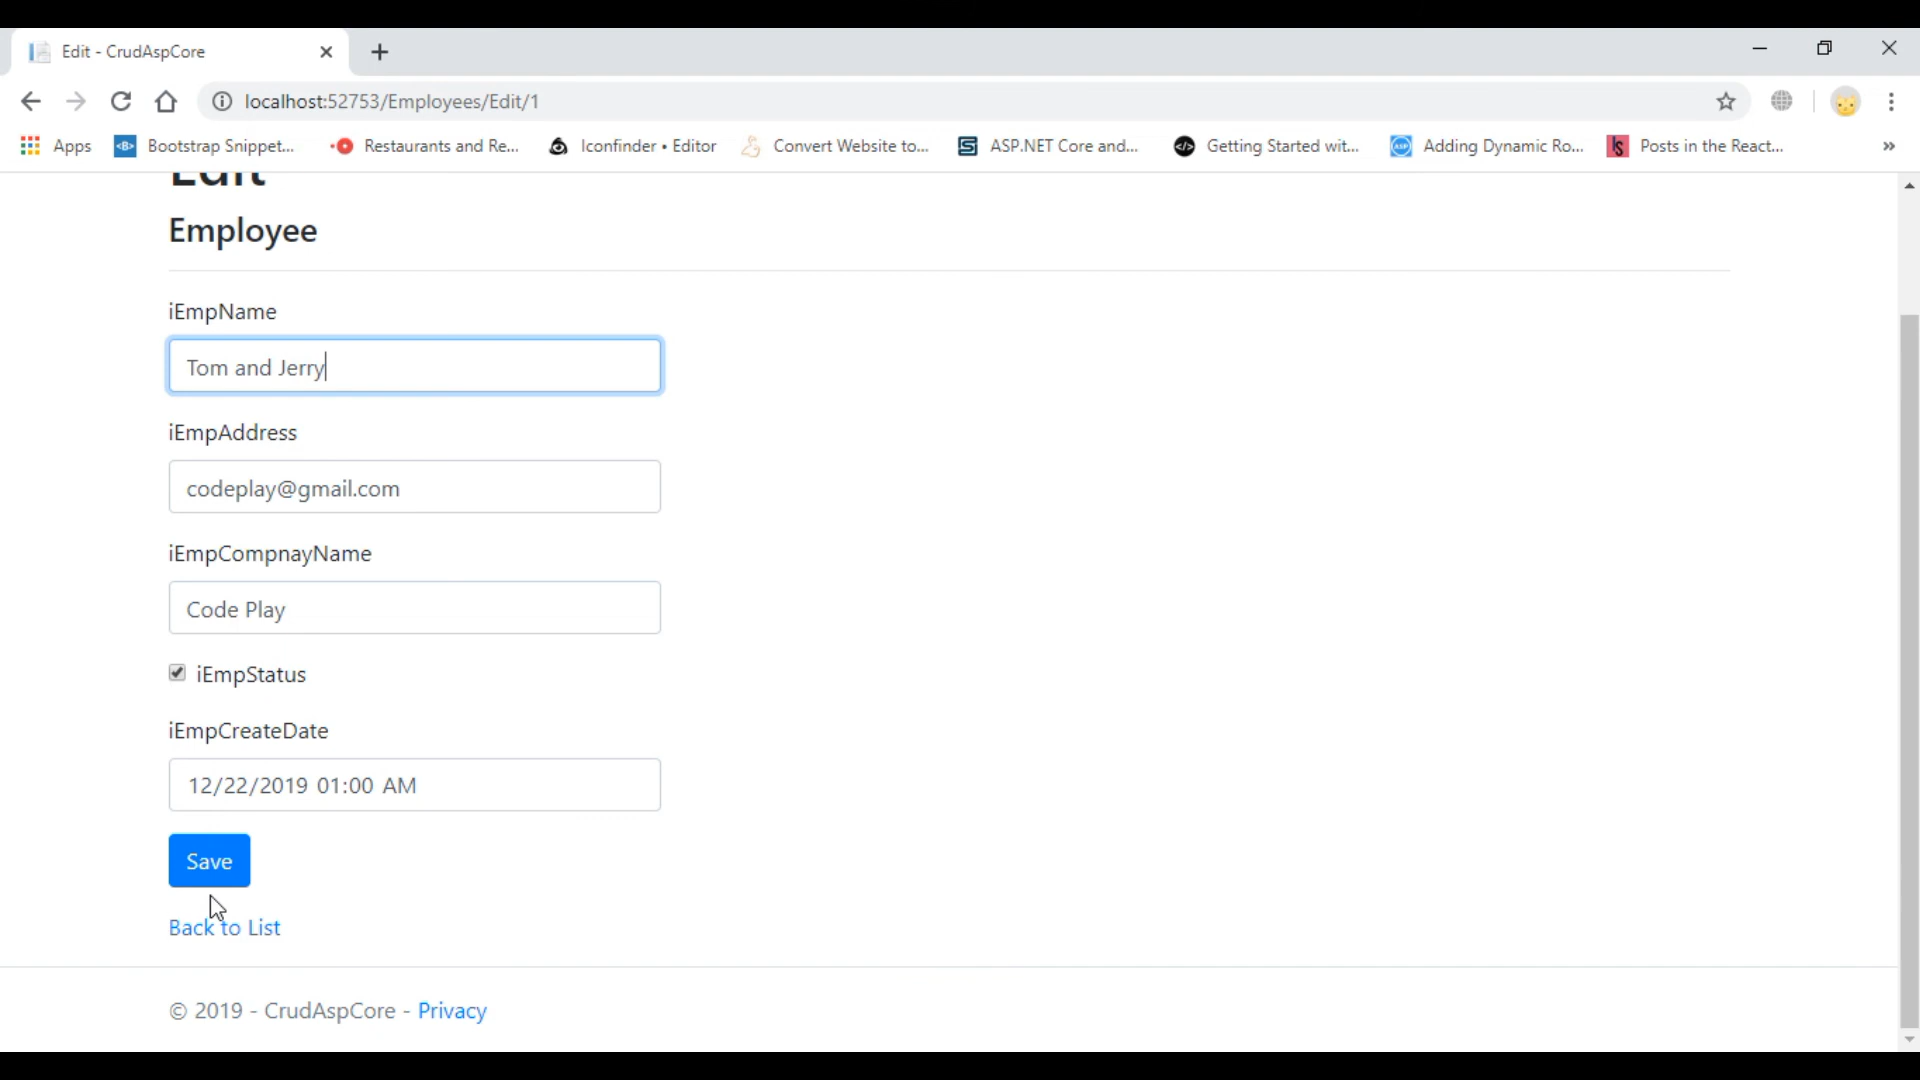 Edit - CrudAspCore
localhost:52753/Employees/Edit/1
Apps Bootstrap Snippet... Restaurants and Re... Iconfinder • Editor Convert Website to... ASP.NET Core and... Getting Started wit... Adding Dynamic Ro... Posts in the React... »
Edit
Employee
iEmpName
Tom and Jerry
iEmpAddress
codeplay@gmail.com
iEmpCompnayName
Code Play
iEmpStatus
iEmpCreateDate
12/22/2019 01:00 AM
Save
Back to List
© 2019 - CrudAspCore - Privacy